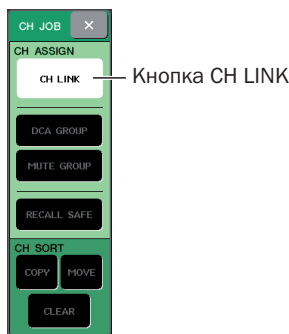 CH JOB ×
CH ASSIGN
CH LINK
Кнопка CH LINK
DCA GROUP
MUTE GROUP
RECALL SAFE
CH SORT
COPY MOVE
CLEAR